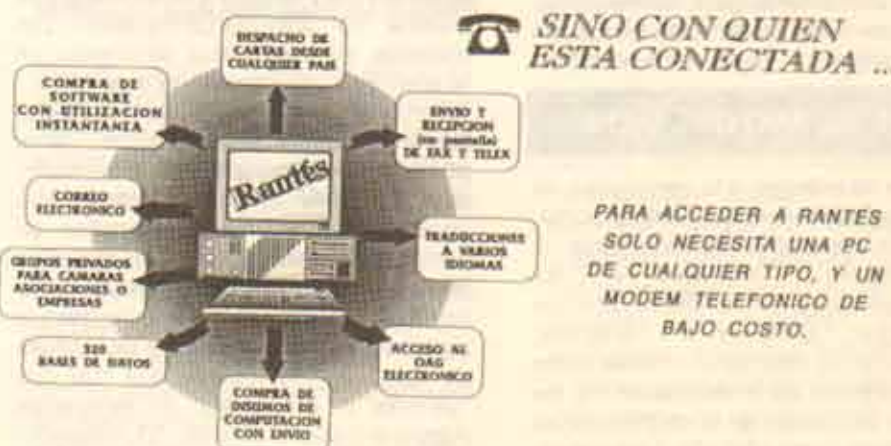 SINO CON QUIEN
ESTA CONECTADA ...
DESPACHO DE
CARTAS DESDE
CUALQUIER PAIS
COMPRA DE
SOFTWARE
CON UTILIZACION
INSTANTANEA
ENVIO Y
RECEPCION
(en pantalla)
DE FAX Y TELEX
Rantés
CORREO
ELECTRONICO
TRADUCCIONES
A VARIOS
IDIOMAS
GRUPOS PRIVADOS
PARA CAMARAS
ASOCIACIONES O
EMPRESAS
520
BASES DE DATOS
ACCESO AL
OAG
ELECTRONICO
COMPRA DE
INSUMOS DE
COMPUTACION
CON ENVIO
PARA ACCEDER A RANTES
SOLO NECESITA UNA PC
DE CUALQUIER TIPO, Y UN
MODEM TELEFONICO DE
BAJO COSTO.